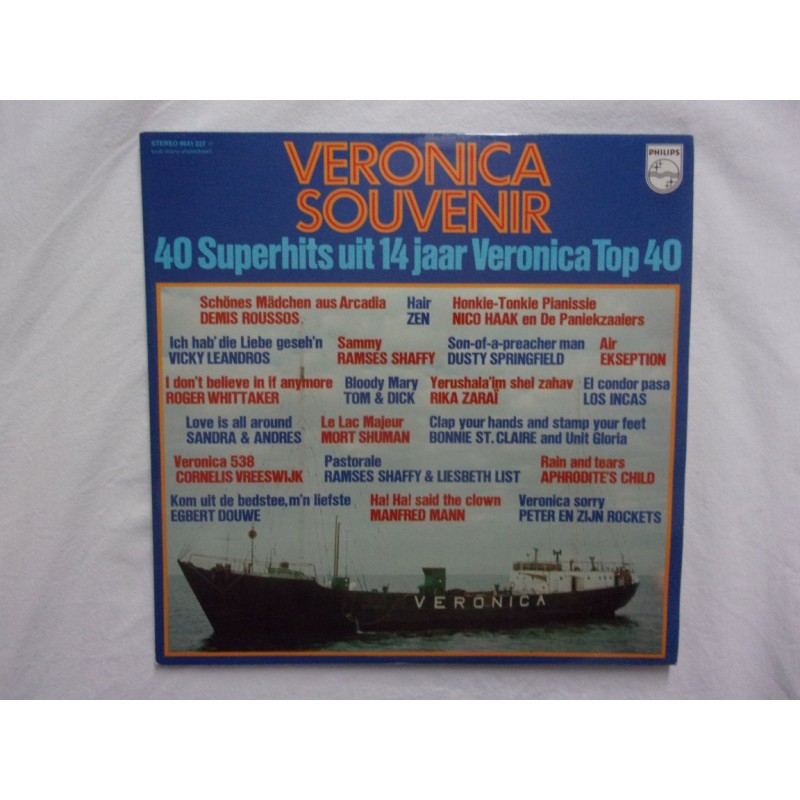 STEREO 6641 227
PHILIPS
VERONICA
SOUVENIR
40 Superhits uit 14 jaar Veronica Top 40
Schönes Mädchen aus Arcadia Hair Honkie-Tonkie Pianissie
DEMIS ROUSSOS ZEN NICO HAAK en De Paniekzaalers
Ich hab' die Liebe geseh'n Sammy Son-of-a-preacher man Air
VICKY LEANDROS RAMSES SHAFFY DUSTY SPRINGFIELD EKSEPTION
I don't believe in if anymore Bloody Mary Yerushala'im shel zahav El condor pasa
ROGER WHITTAKER TOM & DICK RIKA ZARAÏ LOS INCAS
Love is all around Le Lac Majeur Clap your hands and stamp your feet
SANDRA & ANDRES MORT SHUMAN BONNIE ST. CLAIRE and Unit Gloria
Veronica 538 Pastorale Rain and tears
CORNELIS VREESWIJK RAMSES SHAFFY & LIESBETH LIST APHRODITE'S CHILD
Kom uit de bedstee, m'n liefste Ha! Ha! said the clown Veronica sorry
EGBERT DOUWE MANFRED MANN PETER EN ZIJN ROCKETS
VERONICA